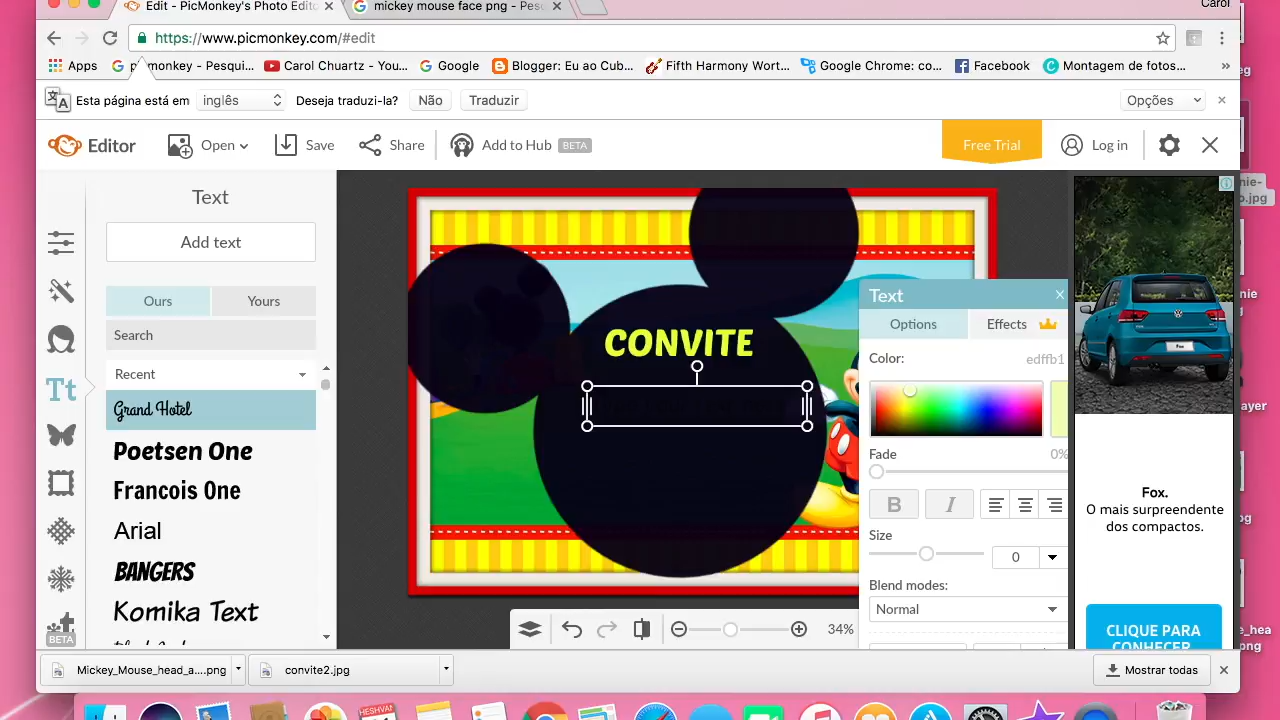 Edit - PicMonkey's Photo Edito
mickey mouse face png - Pesq
Carol
https://www.picmonkey.com/#edit
Apps
picmonkey - Pesqui...
Carol Chuartz - You...
Google
Blogger: Eu ao Cub...
Fifth Harmony Wort...
Google Chrome: co...
Facebook
Montagem de fotos...
Esta página está em
inglês
Deseja traduzi-la?
Não
Traduzir
Opções
Editor
Open
Save
Share
Add to Hub
BETA
Free Trial
Log in
Text
Add text
Ours
Yours
Search
Recent
Grand Hotel
Poetsen One
Francois One
Arial
BANGERS
Komika Text
BETA
CONVITE
Text
Options
Effects
Color:
edffb1
Fade
0%
B
I
Size
0
Blend modes:
Normal
34%
Fox.
Fox.
O mais surpreendente
dos compactos.
CLIQUE PARA
CONHECER
Mickey_Mouse_head_a....png
convite2.jpg
Mostrar todas
HESHVAN